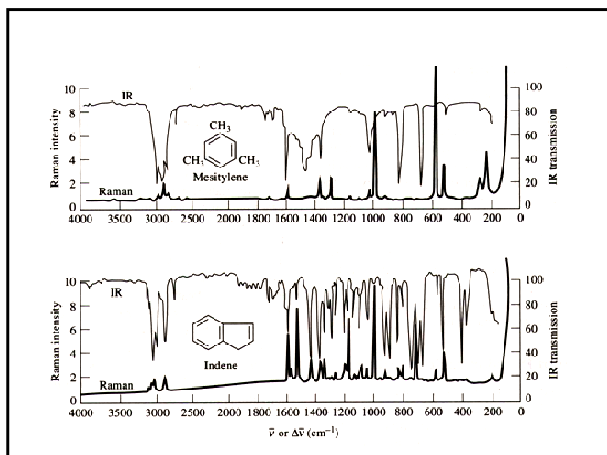 10 100
IR
8 80
CH₃
6 60
4 CH₃ CH₃ 40
Mesitylene
2 20
Raman
0 0
Raman intensity
IR transmission
4000 3500 3000 2500 2000 1800 1600 1400 1200 1000 800 600 400 200 0
10 100
IR
8 80
6 60
4 40
Indene
2 Raman 20
0 0
Raman intensity
IR transmission
4000 3500 3000 2500 2000 1800 1600 1400 1200 1000 800 600 400 200 0
ν̄ or Δν̄ (cm⁻¹)